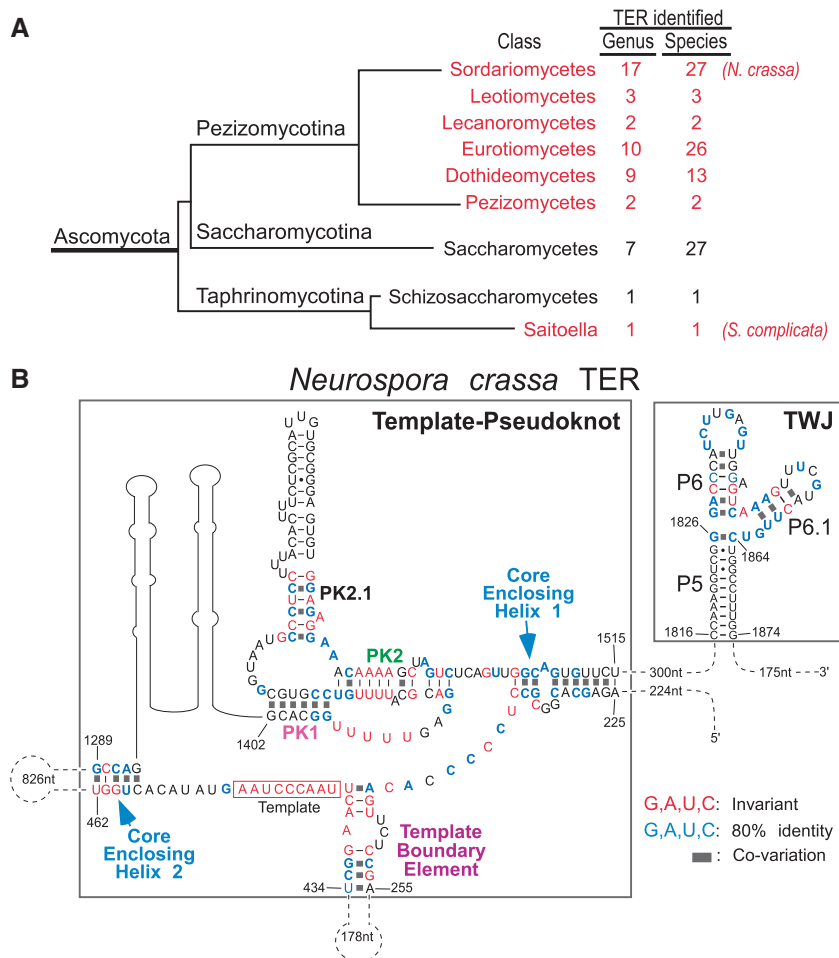 A
TER identified
Class Genus Species
Sordariomycetes 17 27 (N. crassa)
Leotiomycetes 3 3
Lecanoromycetes 2 2
Pezizomycotina
Eurotiomycetes 10 26
Dothideomycetes 9 13
Pezizomycetes 2 2
Ascomycota
Saccharomycotina
Saccharomycetes 7 27
Taphrinomycotina
Schizosaccharomycetes 1 1
Saitoella 1 1 (S. complicata)
B
Neurospora crassa TER
Template-Pseudoknot
TWJ
P6
P6.1
1826
1864
P5
1816
1874
PK2.1
Core
Enclosing
Helix 1
PK2
1515
300nt
175nt
3'
224nt
225
5'
PK1
1402
1289
GCCAG
826nt
UGGUCACAUAUG
AAUCCCAAU
Template
462
Core
Enclosing
Helix 2
Template
Boundary
Element
434
255
178nt
G,A,U,C: Invariant
G,A,U,C: 80% identity
: Co-variation